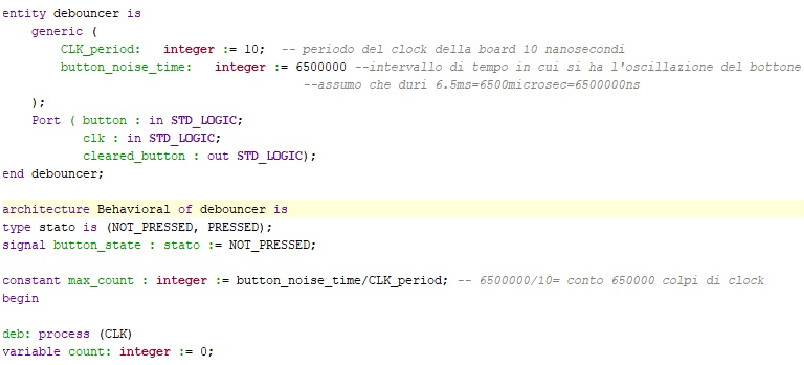 entity debouncer is
generic (
CLK_period: integer := 10; -- periodo del clock della board 10 nanosecondi
button_noise_time: integer := 6500000 --intervallo di tempo in cui si ha l'oscillazione del bottone
--assumo che duri 6.5ms=6500microsec=6500000ns
);
Port ( button : in STD_LOGIC;
clk : in STD_LOGIC;
cleared_button : out STD_LOGIC);
end debouncer;
architecture Behavioral of debouncer is
type stato is (NOT_PRESSED, PRESSED);
signal button_state : stato := NOT_PRESSED;
constant max_count : integer := button_noise_time/CLK_period; -- 6500000/10= conto 650000 colpi di clock
begin
deb: process (CLK)
variable count: integer := 0;